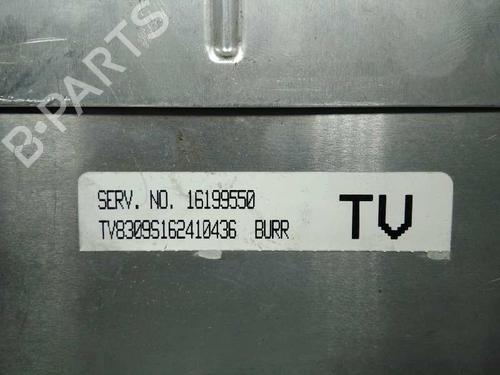 B-PARTS
SERV. NO. 16199550
TV8309S162410436 BURR
TV